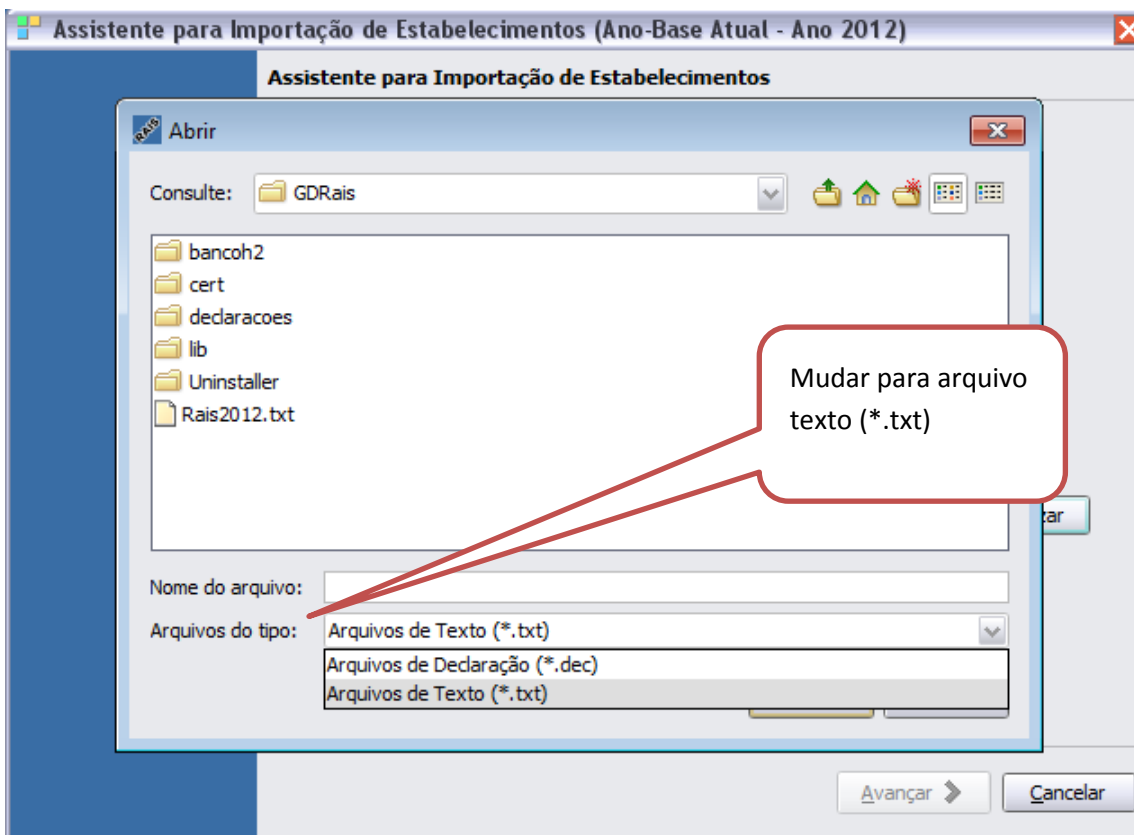 Assistente para Importação de Estabelecimentos (Ano-Base Atual - Ano 2012)
Assistente para Importação de Estabelecimentos
RAIS
Abrir
Consulte: GDRais
bancoh2
cert
declaracoes
lib
Uninstaller
Rais2012.txt
Mudar para arquivo
texto (*.txt)
zar
Nome do arquivo:
Arquivos do tipo: Arquivos de Texto (*.txt)
Arquivos de Declaração (*.dec)
Arquivos de Texto (*.txt)
Avançar
Cancelar